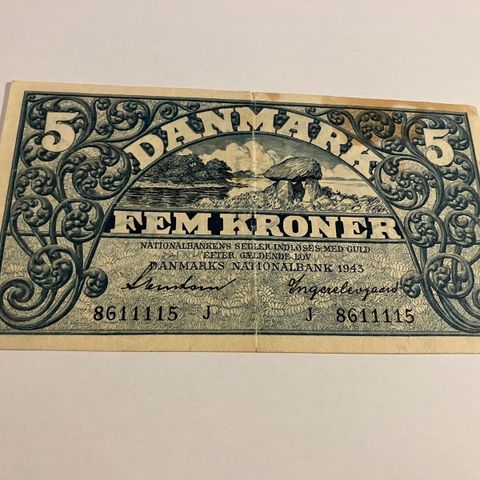 5 DANMARK 5
FEM KRONER
NATIONALBANKENS SEDLER INDLØSES MED GULD
EFTER GÆLDENDE LOV
DANMARKS NATIONALBANK 1943
8611115 J J 8611115